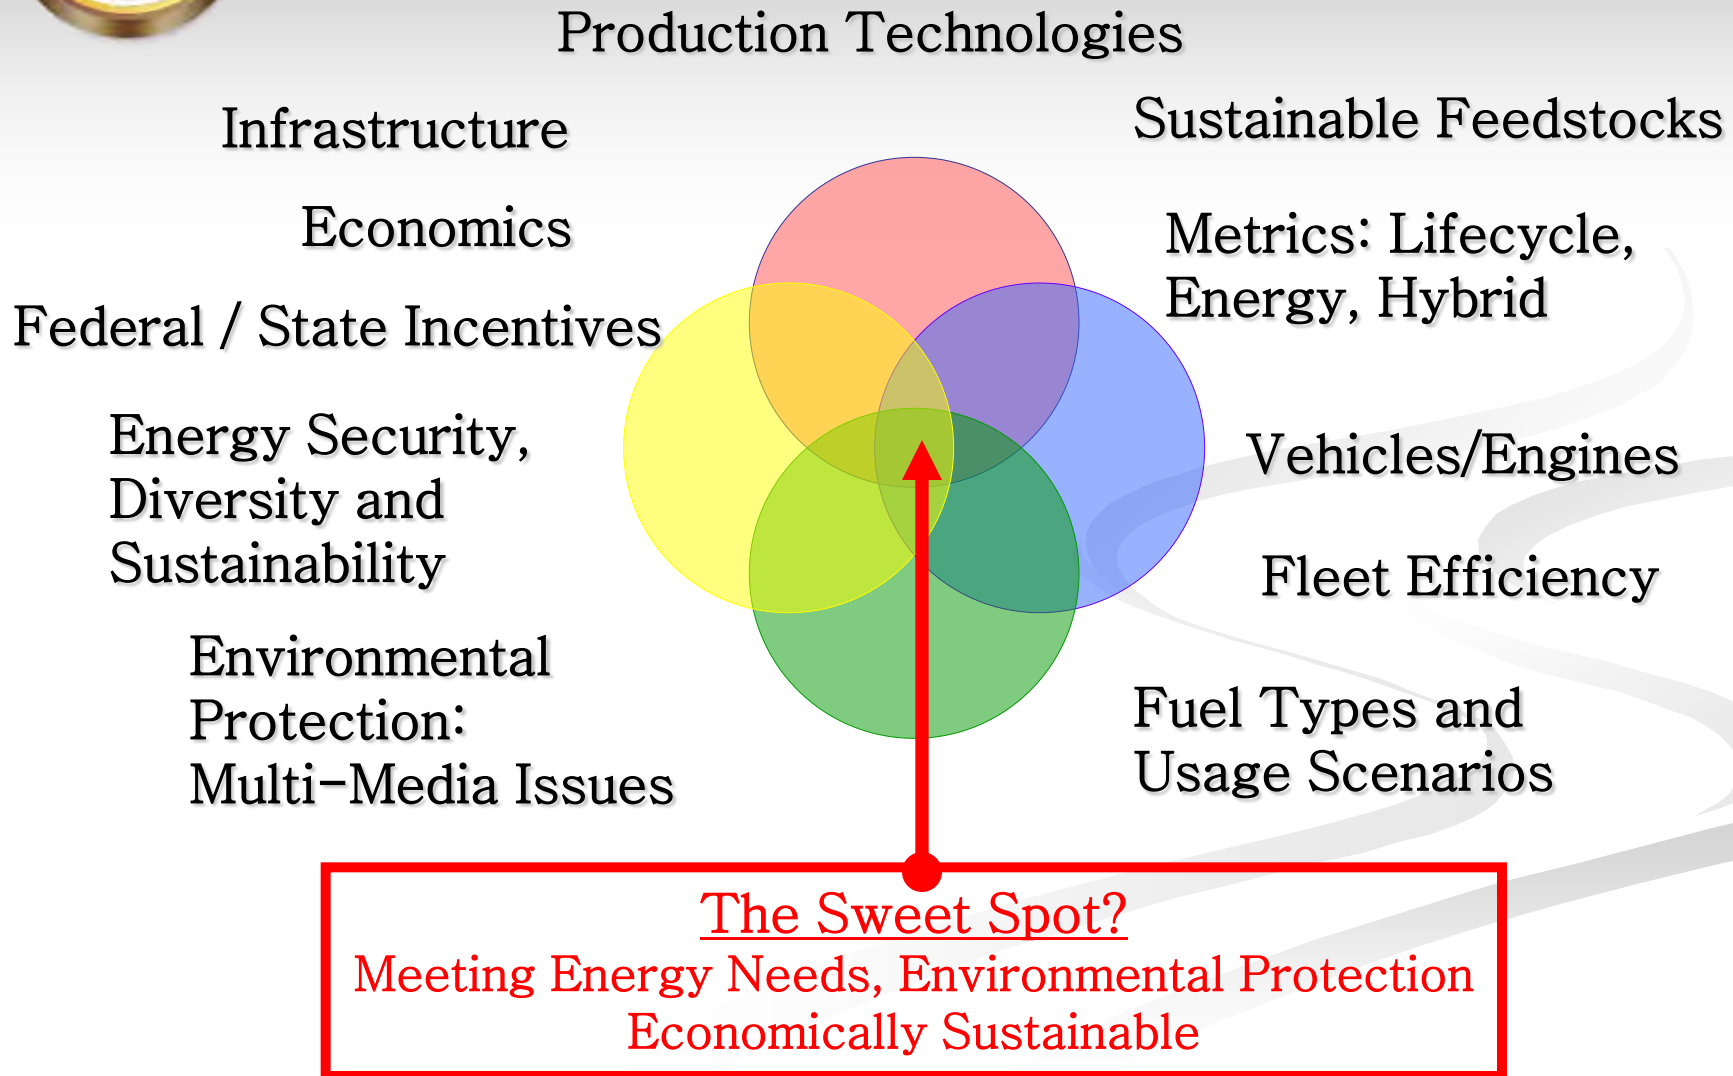 Production Technologies
Infrastructure
Sustainable Feedstocks
Economics
Metrics: Lifecycle,
Energy, Hybrid
Federal / State Incentives
Energy Security,
Diversity and
Sustainability
Vehicles/Engines
Fleet Efficiency
Environmental
Protection:
Multi-Media Issues
Fuel Types and
Usage Scenarios
The Sweet Spot?
Meeting Energy Needs, Environmental Protection
Economically Sustainable